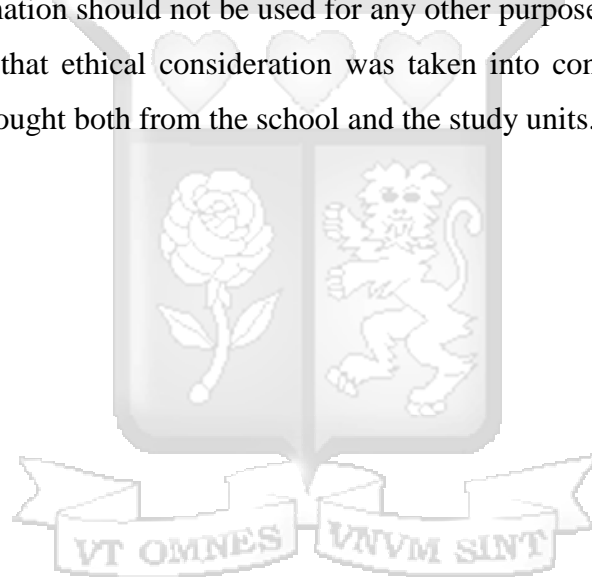 nation should not be used for any other purpose
that ethical consideration was taken into con
ought both from the school and the study units.
VT OMNES VNVM SINT